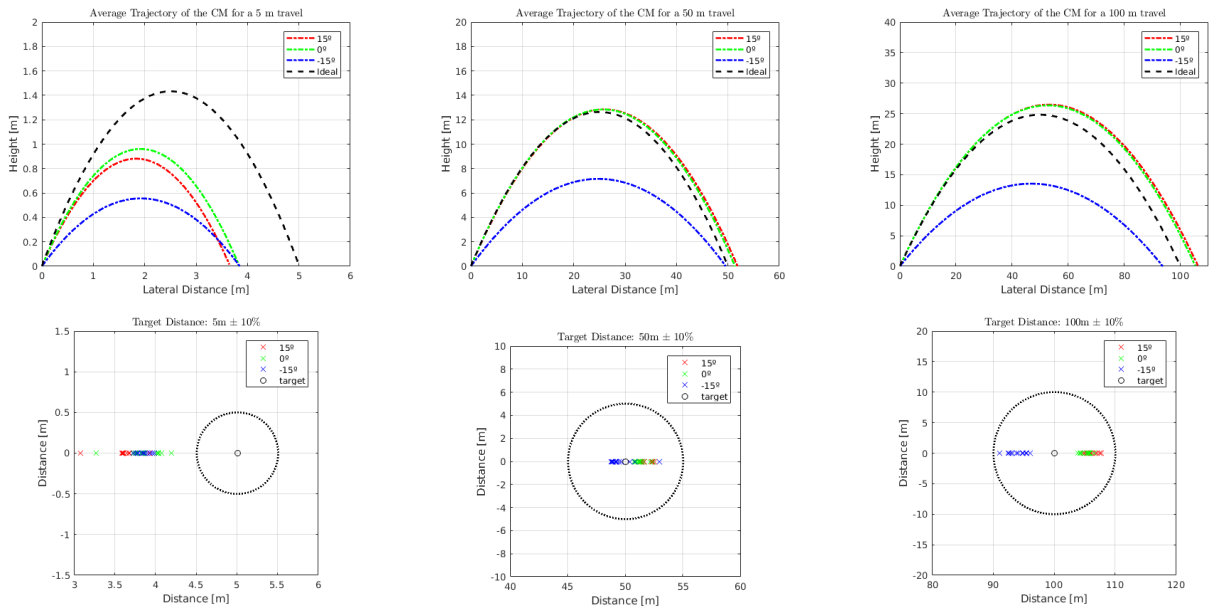 Average Trajectory of the CM for a 5 m travel
2
1.8
1.6
1.4
1.2
1
0.8
0.6
0.4
0.2
0
Height [m]
15º
0º
-15º
Ideal
0 1 2 3 4 5 6
Lateral Distance [m]
Average Trajectory of the CM for a 50 m travel
20
18
16
14
12
10
8
6
4
2
0
Height [m]
15º
0º
-15º
Ideal
0 10 20 30 40 50 60
Lateral Distance [m]
Average Trajectory of the CM for a 100 m travel
40
35
30
25
20
15
10
5
0
Height [m]
15º
0º
-15º
Ideal
0 20 40 60 80 100
Lateral Distance [m]
Target Distance: 5m ± 10%
1.5
1
0.5
0
-0.5
-1
-1.5
Distance [m]
15º
0º
-15º
target
3 3.5 4 4.5 5 5.5 6
Distance [m]
Target Distance: 50m ± 10%
10
8
6
4
2
0
-2
-4
-6
-8
-10
Distance [m]
15º
0º
-15º
target
40 45 50 55 60
Distance [m]
Target Distance: 100m ± 10%
20
15
10
5
0
-5
-10
-15
-20
Distance [m]
15º
0º
-15º
target
80 90 100 110 120
Distance [m]